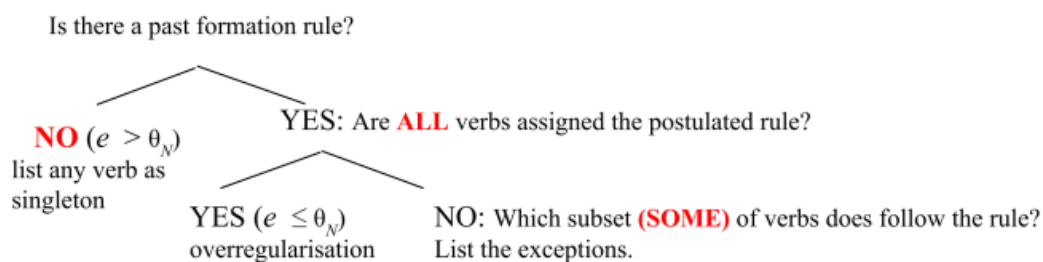 Is there a past formation rule?
NO (e > θN)
list any verb as
singleton
YES: Are ALL verbs assigned the postulated rule?
YES (e ≤ θN)
overregularisation
NO: Which subset (SOME) of verbs does follow the rule?
List the exceptions.